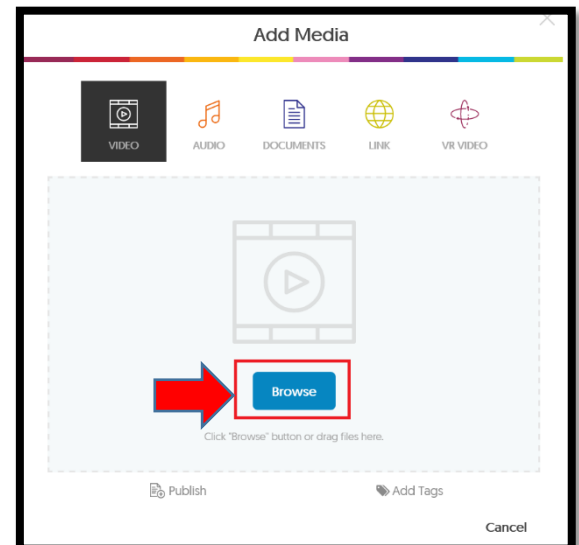 Add Media
VIDEO AUDIO DOCUMENTS LINK VR VIDEO
Browse
Click "Browse" button or drag files here.
Publish Add Tags
Cancel